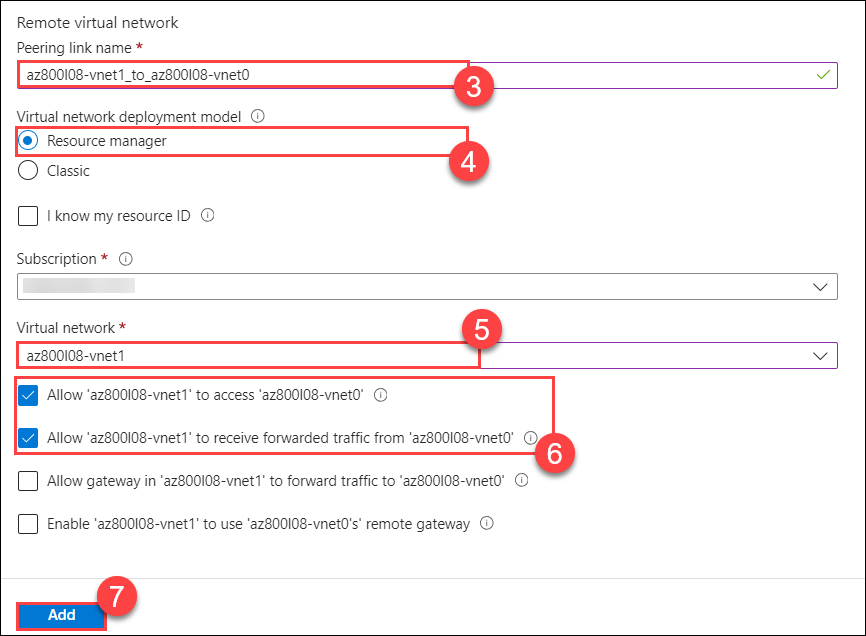 Remote virtual network
Peering link name *
az800l08-vnet1_to_az800l08-vnet0
3
Virtual network deployment model
Resource manager
4
Classic
I know my resource ID
Subscription *
Virtual network *
5
az800l08-vnet1
Allow 'az800l08-vnet1' to access 'az800l08-vnet0'
Allow 'az800l08-vnet1' to receive forwarded traffic from 'az800l08-vnet0'
6
Allow gateway in 'az800l08-vnet1' to forward traffic to 'az800l08-vnet0'
Enable 'az800l08-vnet1' to use 'az800l08-vnet0's' remote gateway
7
Add